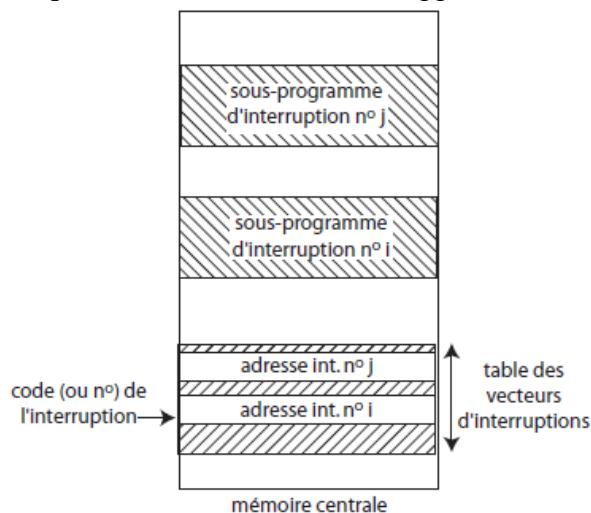 sous-programme
d'interruption nº j
sous-programme
d'interruption nº i
adresse int. nº j
code (ou nº) de
l'interruption
adresse int. nº i
table des
vecteurs
d'interruptions
mémoire centrale